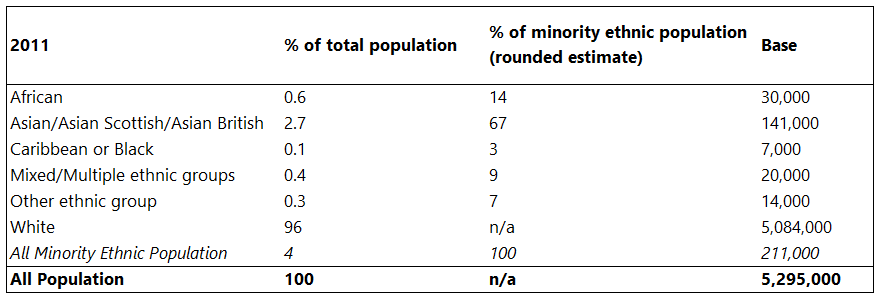 2011 % of total population % of minority ethnic population (rounded estimate) Base
African 0.6 14 30,000
Asian/Asian Scottish/Asian British 2.7 67 141,000
Caribbean or Black 0.1 3 7,000
Mixed/Multiple ethnic groups 0.4 9 20,000
Other ethnic group 0.3 7 14,000
White 96 n/a 5,084,000
All Minority Ethnic Population 4 100 211,000
All Population 100 n/a 5,295,000